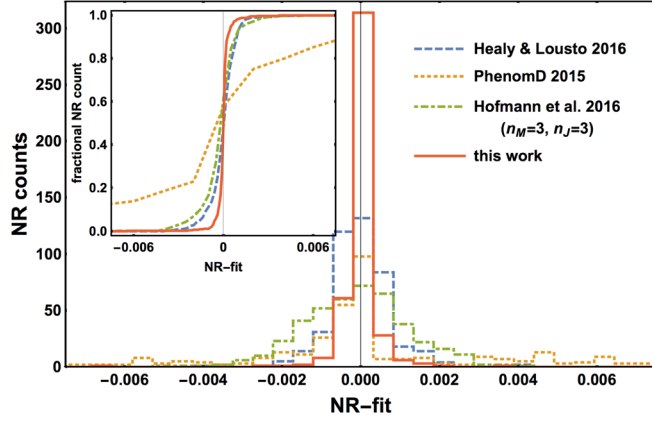 NR counts
300
250
200
150
100
50
0
fractional NR count
1.0
0.8
0.6
0.4
0.2
0.0
−0.006
0
0.006
NR−fit
Healy & Lousto 2016
PhenomD 2015
Hofmann et al. 2016
(nM=3, nJ=3)
this work
−0.006
−0.004
−0.002
0.000
0.002
0.004
0.006
NR−fit